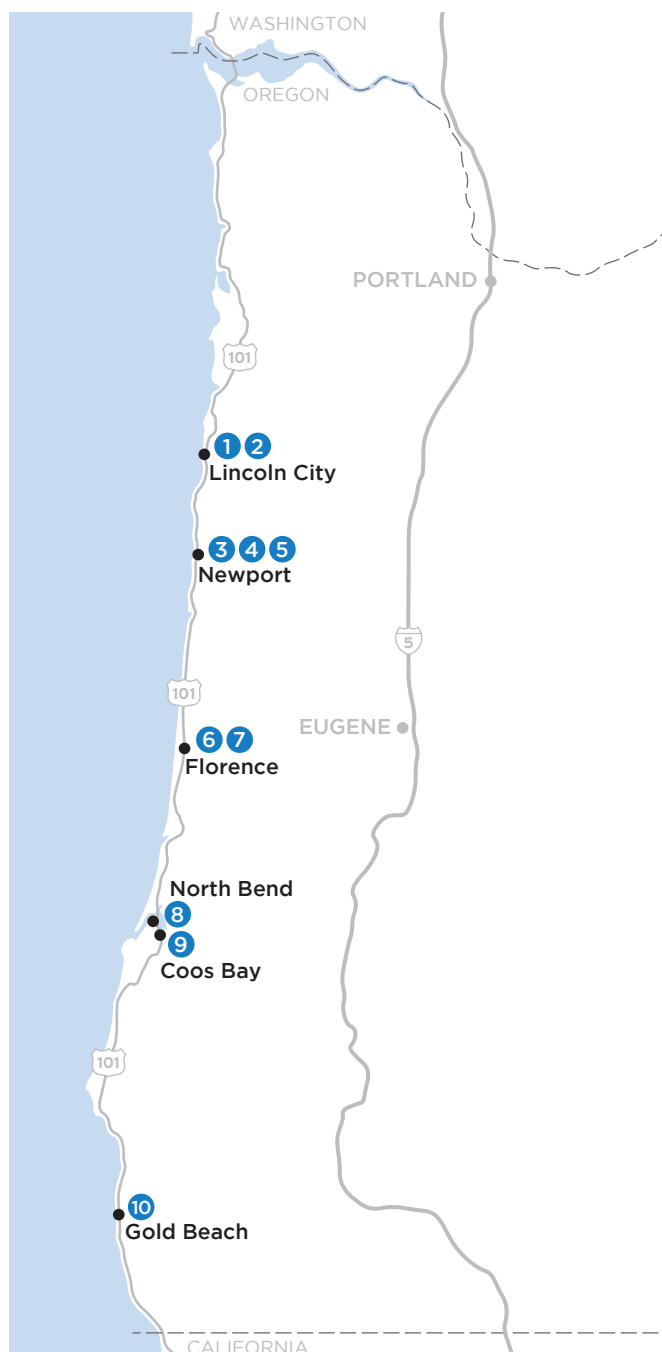 WASHINGTON
OREGON
PORTLAND
101
1 2
Lincoln City
3 4 5
Newport
5
101
EUGENE
6 7
Florence
North Bend
8
9
Coos Bay
101
10
Gold Beach
CALIFORNIA